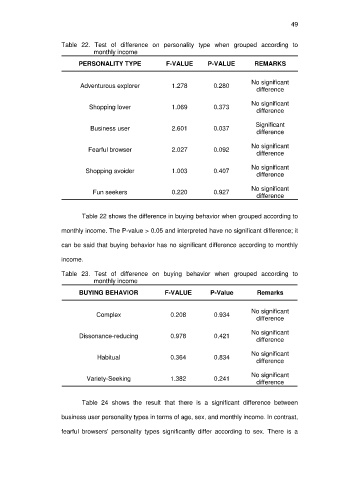 49
Table 22. Test of difference on personality type when grouped according to
monthly income
PERSONALITY TYPE F-VALUE P-VALUE REMARKS
Adventurous explorer 1.278 0.280 No significant
difference
Shopping lover 1.069 0.373 No significant
difference
Business user 2.601 0.037 Significant
difference
Fearful browser 2.027 0.092 No significant
difference
Shopping avoider 1.003 0.407 No significant
difference
Fun seekers 0.220 0.927 No significant
difference
Table 22 shows the difference in buying behavior when grouped according to
monthly income. The P-value > 0.05 and interpreted have no significant difference; it
can be said that buying behavior has no significant difference according to monthly
income.
Table 23. Test of difference on buying behavior when grouped according to
monthly income
BUYING BEHAVIOR F-VALUE P-Value Remarks
Complex 0.208 0.934 No significant
difference
Dissonance-reducing 0.978 0.421 No significant
difference
Habitual 0.364 0.834 No significant
difference
Variety-Seeking 1.382 0.241 No significant
difference
Table 24 shows the result that there is a significant difference between
business user personality types in terms of age, sex, and monthly income. In contrast,
fearful browsers' personality types significantly differ according to sex. There is a